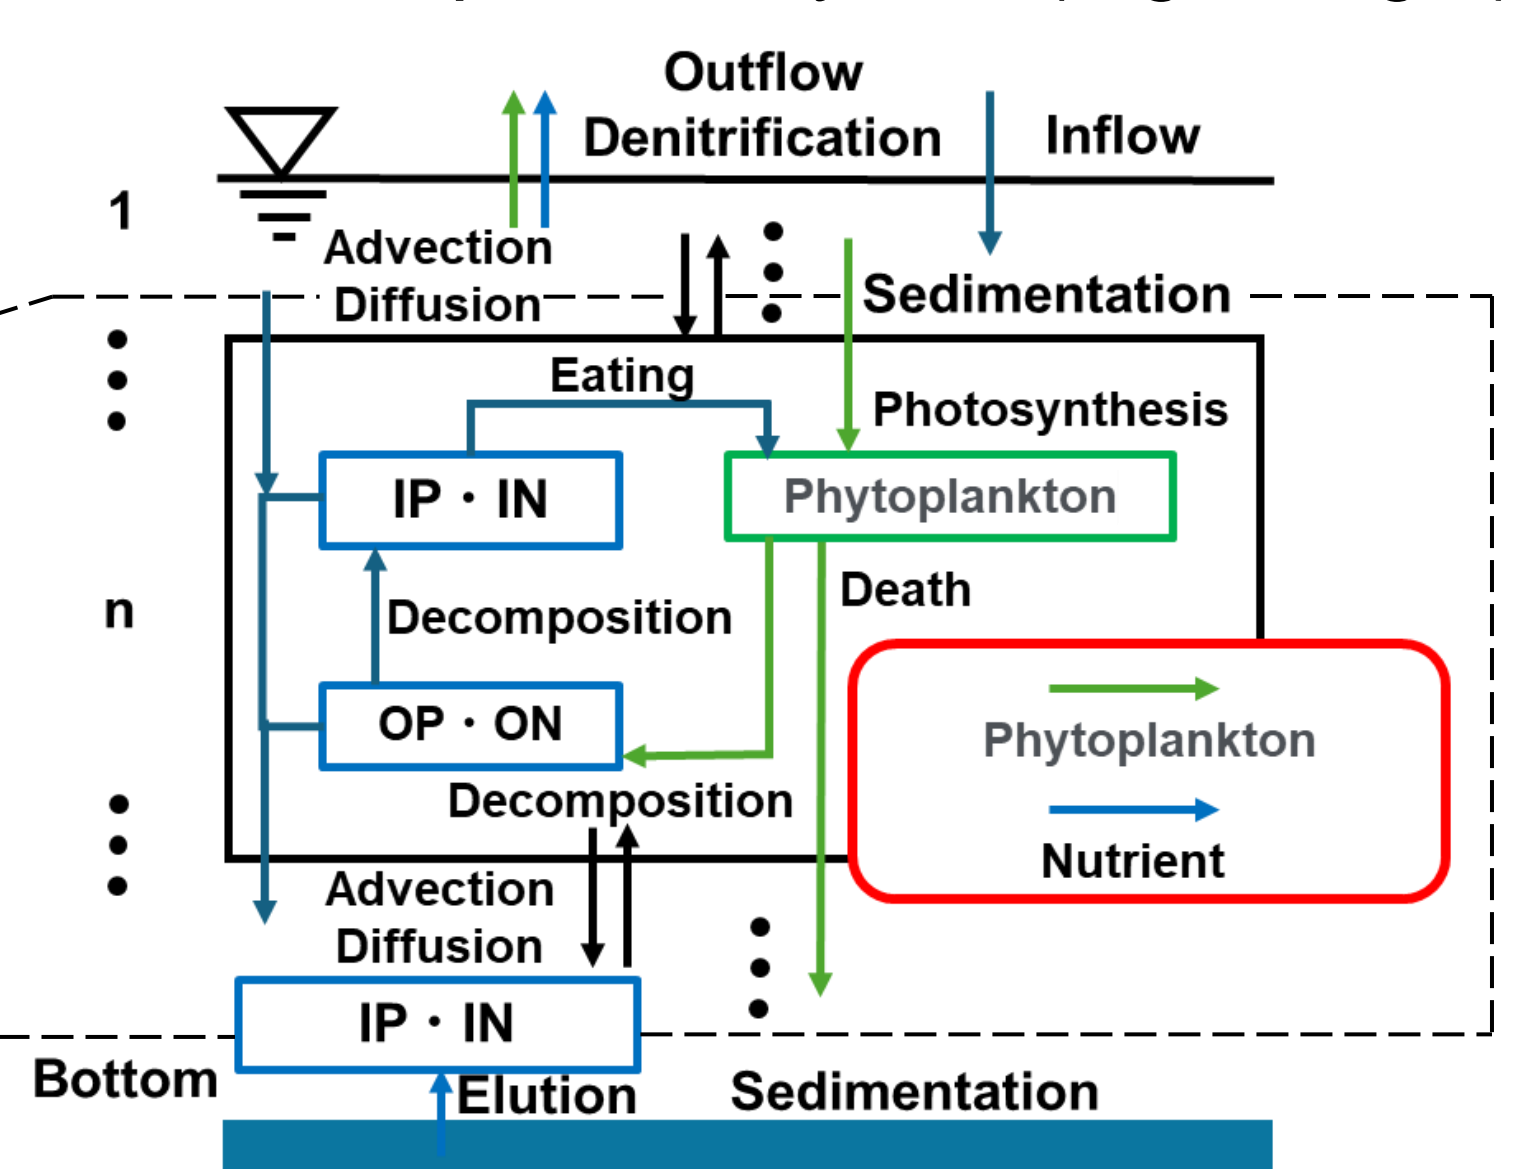 Outflow
Denitrification
Inflow
1
Advection
Diffusion
Sedimentation
Eating
Photosynthesis
IP・IN
Phytoplankton
n
Decomposition
Death
OP・ON
Decomposition
Phytoplankton
Nutrient
Advection
Diffusion
IP・IN
Bottom
Elution
Sedimentation